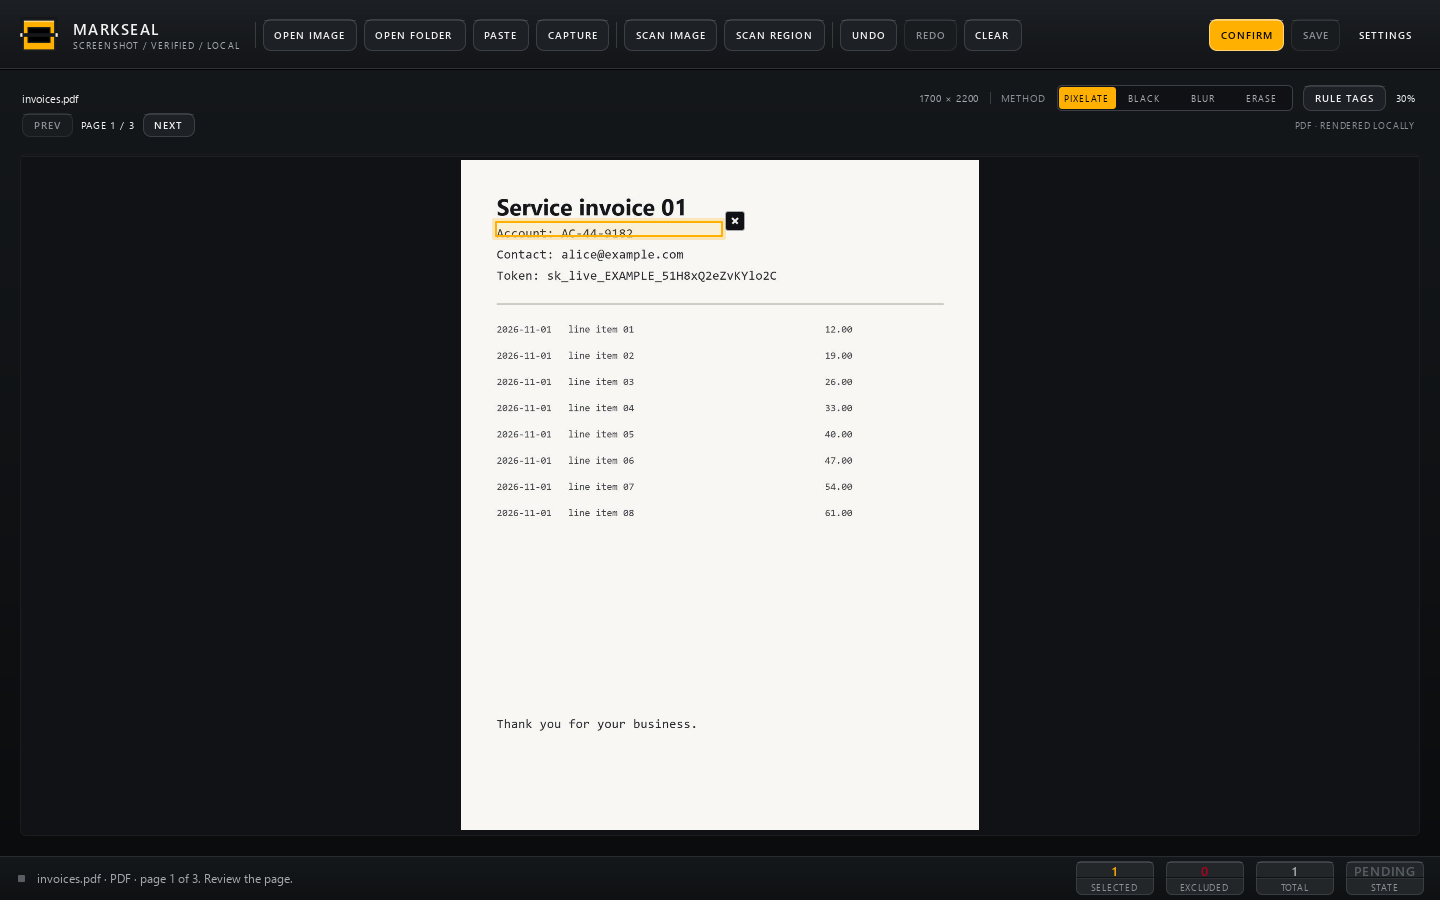 MARKSEAL
SCREENSHOT / VERIFIED / LOCAL
OPEN IMAGE
OPEN FOLDER
PASTE
CAPTURE
SCAN IMAGE
SCAN REGION
UNDO
REDO
CLEAR
CONFIRM
SAVE
SETTINGS
invoices.pdf
1700 × 2200
METHOD
PIXELATE
BLACK
BLUR
ERASE
RULE TAGS
30%
PREV
PAGE 1 / 3
NEXT
PDF · RENDERED LOCALLY
Service invoice 01
Account: AC-44-9182
Contact: alice@example.com
Token: sk_live_EXAMPLE_51H8xQ2eZvKYlo2C
2026-11-01 line item 01 12.00
2026-11-01 line item 02 19.00
2026-11-01 line item 03 26.00
2026-11-01 line item 04 33.00
2026-11-01 line item 05 40.00
2026-11-01 line item 06 47.00
2026-11-01 line item 07 54.00
2026-11-01 line item 08 61.00
Thank you for your business.
invoices.pdf · PDF · page 1 of 3. Review the page.
1
SELECTED
0
EXCLUDED
1
TOTAL
PENDING
STATE